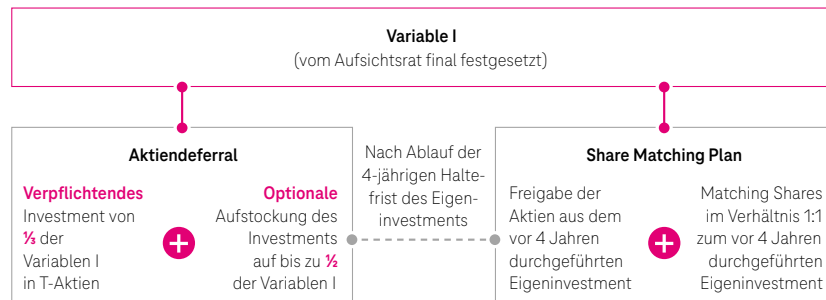 Variable I
(vom Aufsichtsrat final festgesetzt)
Aktiendeferral
Verpflichtendes
Investment von
⅓ der
Variablen I
in T-Aktien
+
Optionale
Aufstockung des
Investments
auf bis zu ½
der Variablen I
Nach Ablauf der
4-jährigen Halte-
frist des Eigen-
investments
Share Matching Plan
Freigabe der
Aktien aus dem
vor 4 Jahren
durchgeführten
Eigeninvestment
+
Matching Shares
im Verhältnis 1:1
zum vor 4 Jahren
durchgeführten
Eigeninvestment